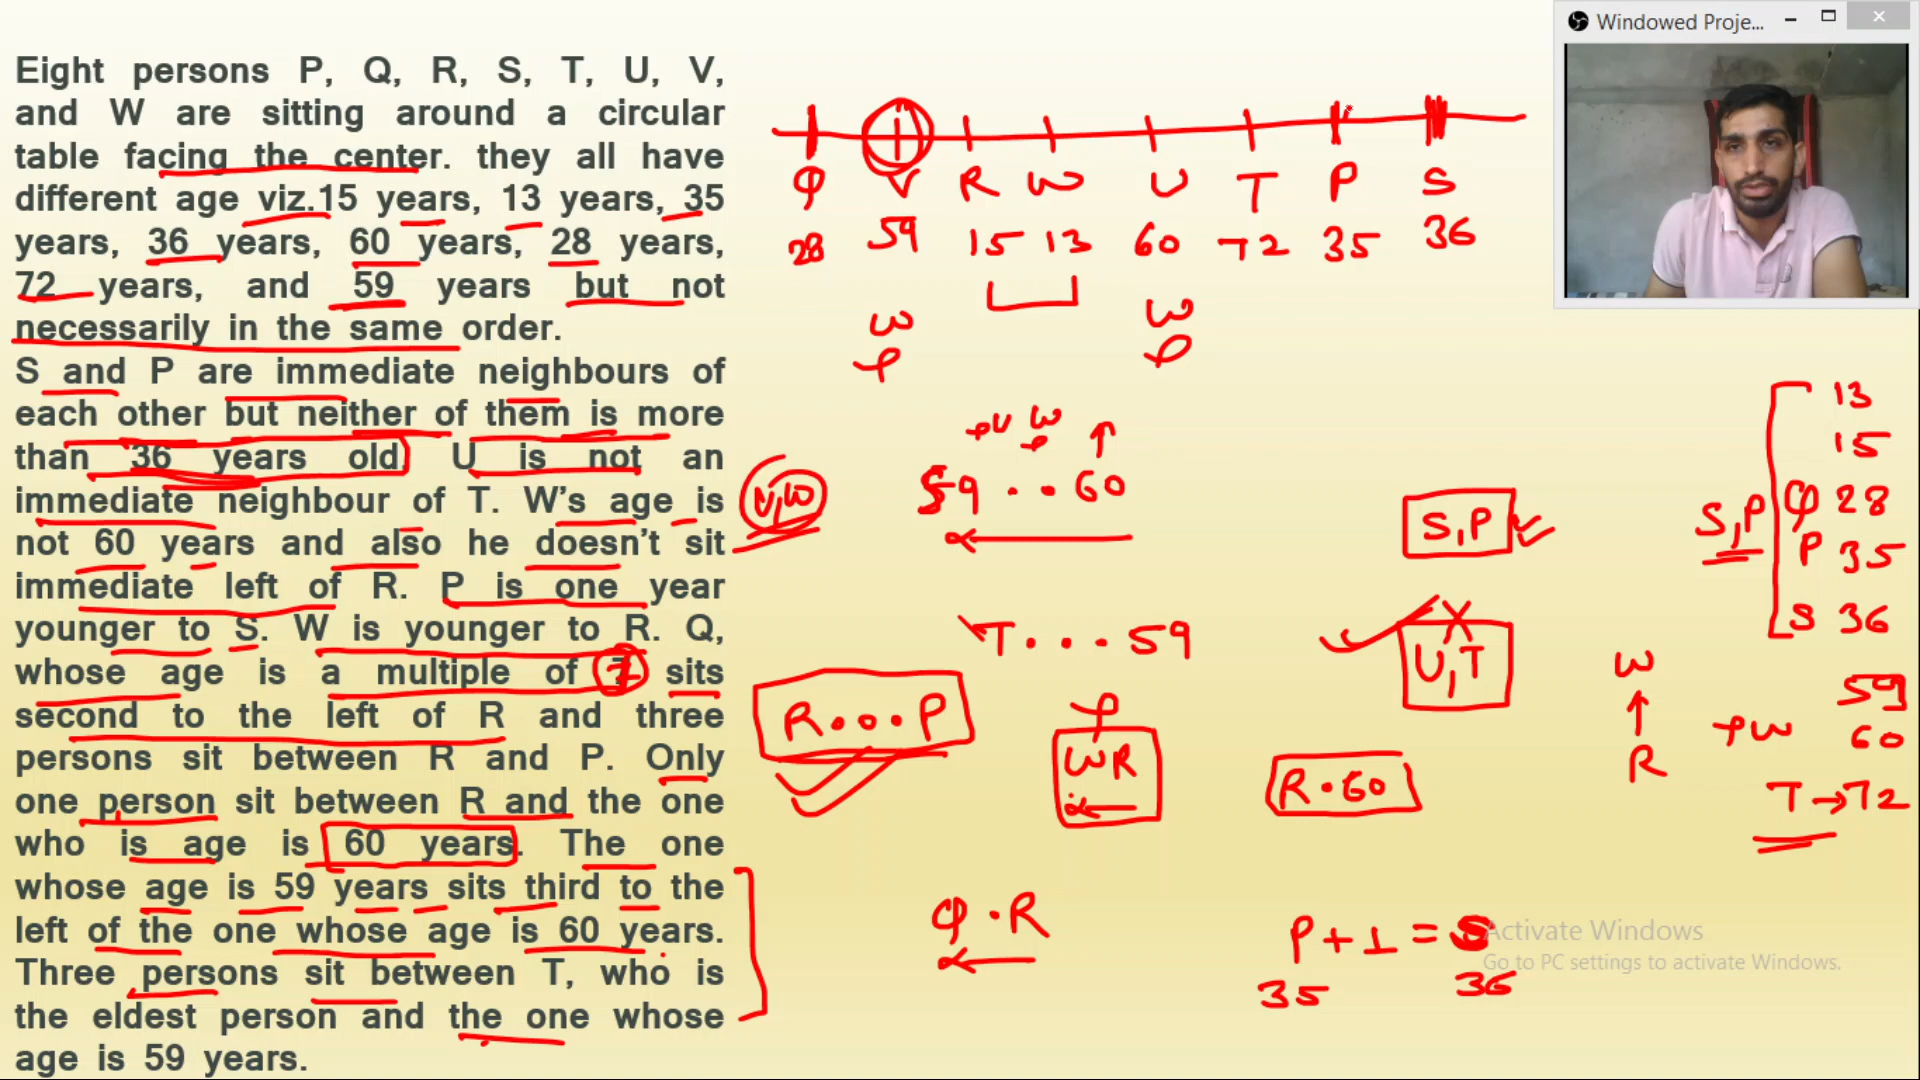 Windowed Proje...
Eight persons P, Q, R, S, T, U, V,
and W are sitting around a circular
table facing the center. they all have
different age viz.15 years, 13 years, 35
years, 36 years, 60 years, 28 years,
72 years, and 59 years but not
necessarily in the same order.
S and P are immediate neighbours of
each other but neither of them is more
than 36 years old. U is not an
immediate neighbour of T. W's age is
not 60 years and also he doesn't sit
immediate left of R. P is one year
younger to S. W is younger to R. Q,
whose age is a multiple of 7 sits
second to the left of R and three
persons sit between R and P. Only
one person sit between R and the one
who is age is 60 years. The one
whose age is 59 years sits third to the
left of the one whose age is 60 years.
Three persons sit between T, who is
the eldest person and the one whose
age is 59 years.
Q V R W U T P S
28 59 15 13 60 72 35 36
W W
V, W
W
59 . . 60
S, P
T . . . 59
U, T
R . . . P
W R
R . 60
Q . R
P + 1 = S
35 36
13
15
S, P
Q 28
P 35
S 36
W
R
59
W 60
T → 72
Activate Windows
Go to PC settings to activate Windows.